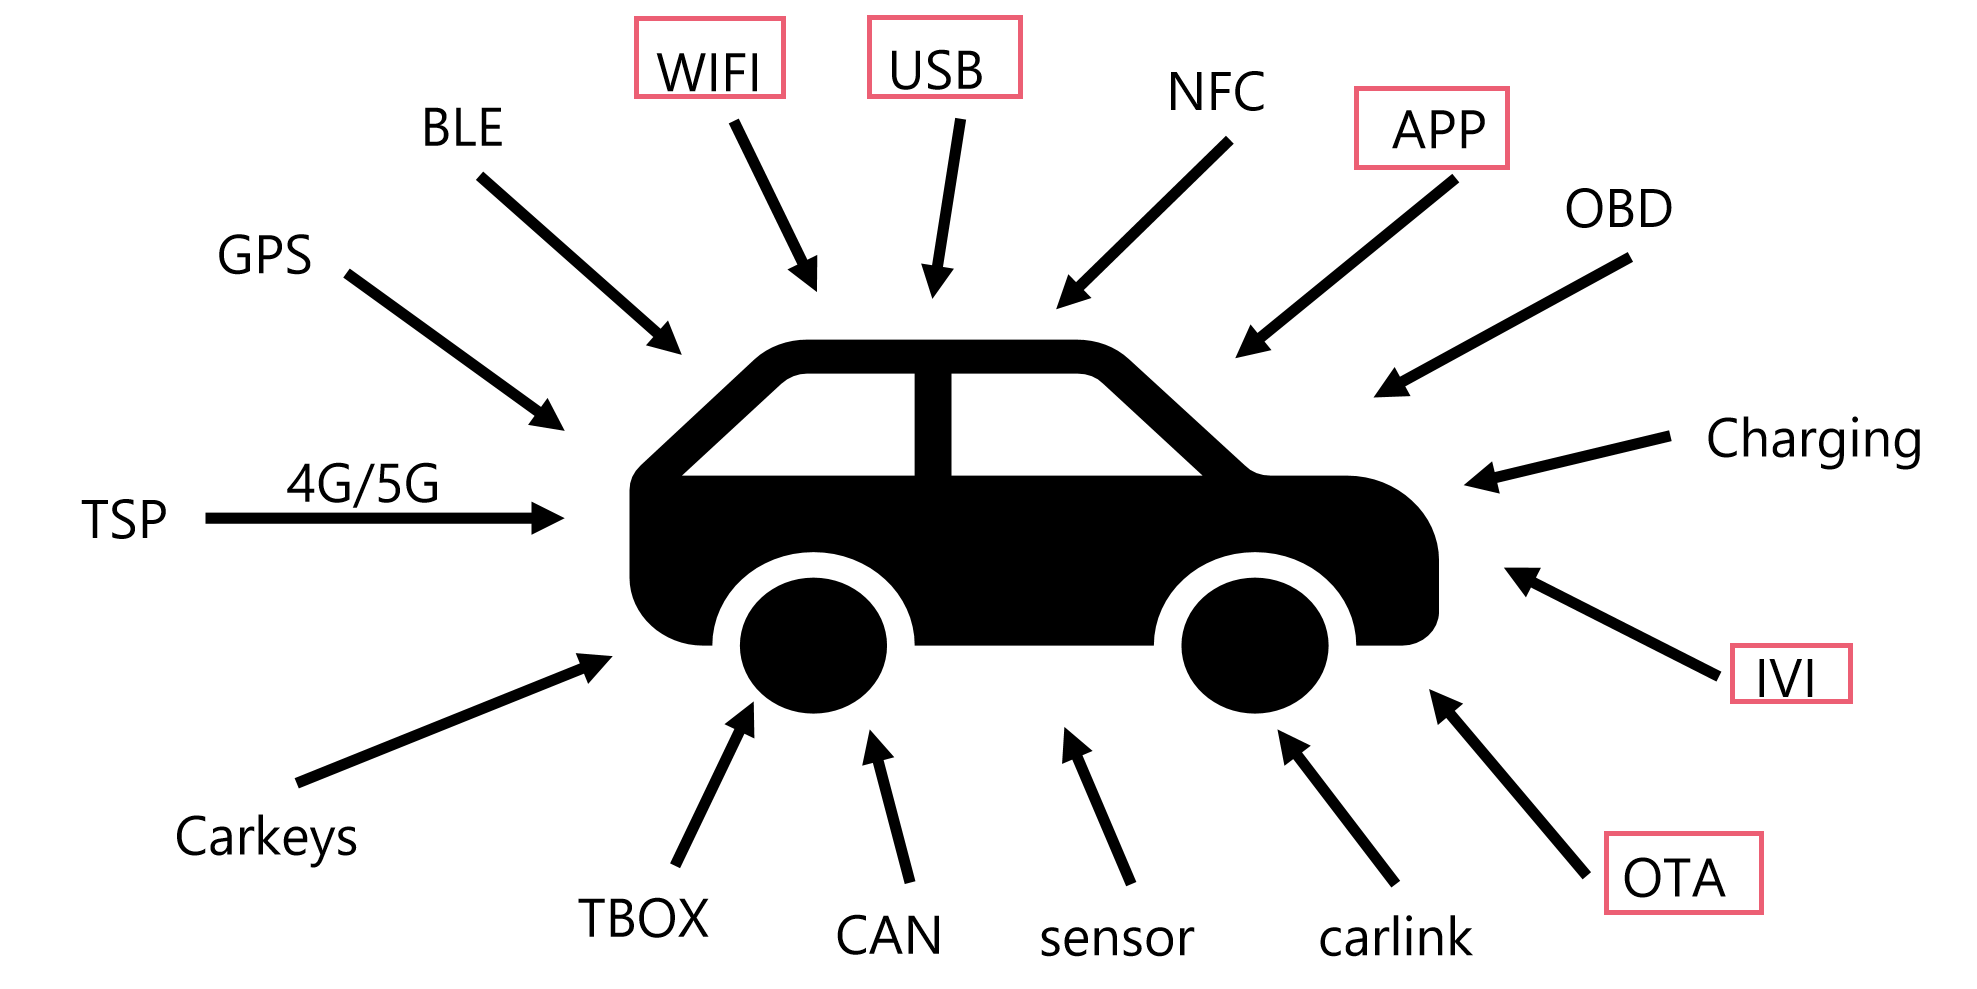 WIFI
USB
NFC
BLE
APP
OBD
GPS
Charging
4G/5G
TSP
IVI
Carkeys
OTA
TBOX
CAN
sensor
carlink